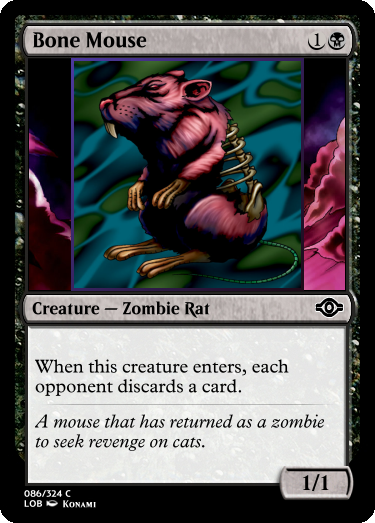 Bone Mouse 1
Creature — Zombie Rat
When this creature enters, each
opponent discards a card.
A mouse that has returned as a zombie
to seek revenge on cats.
1/1
086/324 C
LOB Konami